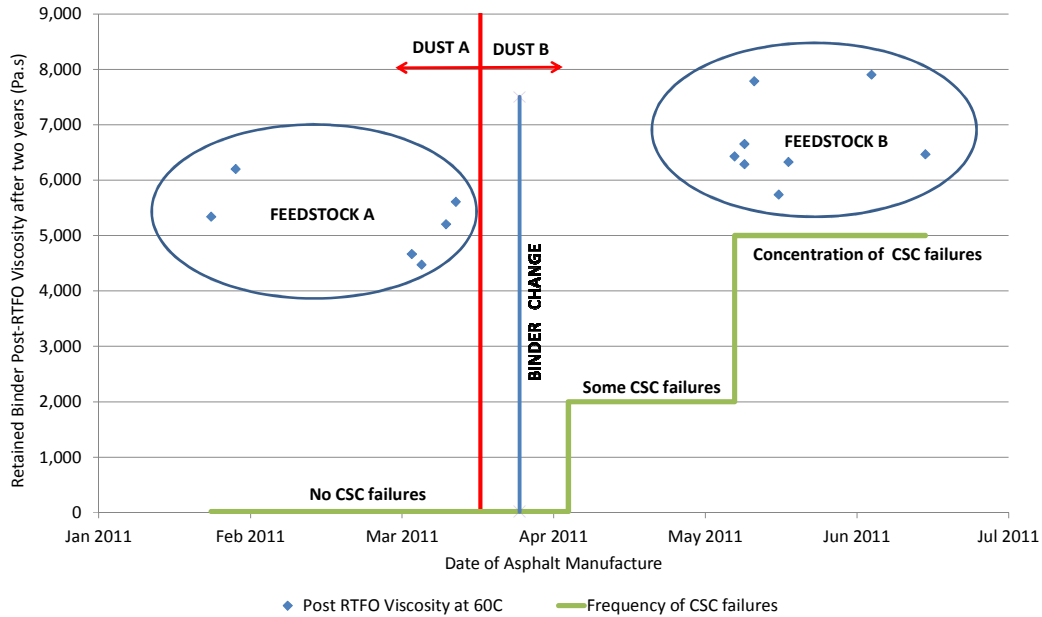 9,000
8,000
7,000
6,000
5,000
4,000
3,000
2,000
1,000
0
Retained Binder Post-RTFO Viscosity after two years (Pa.s)
DUST A
DUST B
FEEDSTOCK A
FEEDSTOCK B
BINDER CHANGE
Concentration of CSC failures
Some CSC failures
No CSC failures
Jan 2011
Feb 2011
Mar 2011
Apr 2011
May 2011
Jun 2011
Jul 2011
Date of Asphalt Manufacture
Post RTFO Viscosity at 60C
Frequency of CSC failures